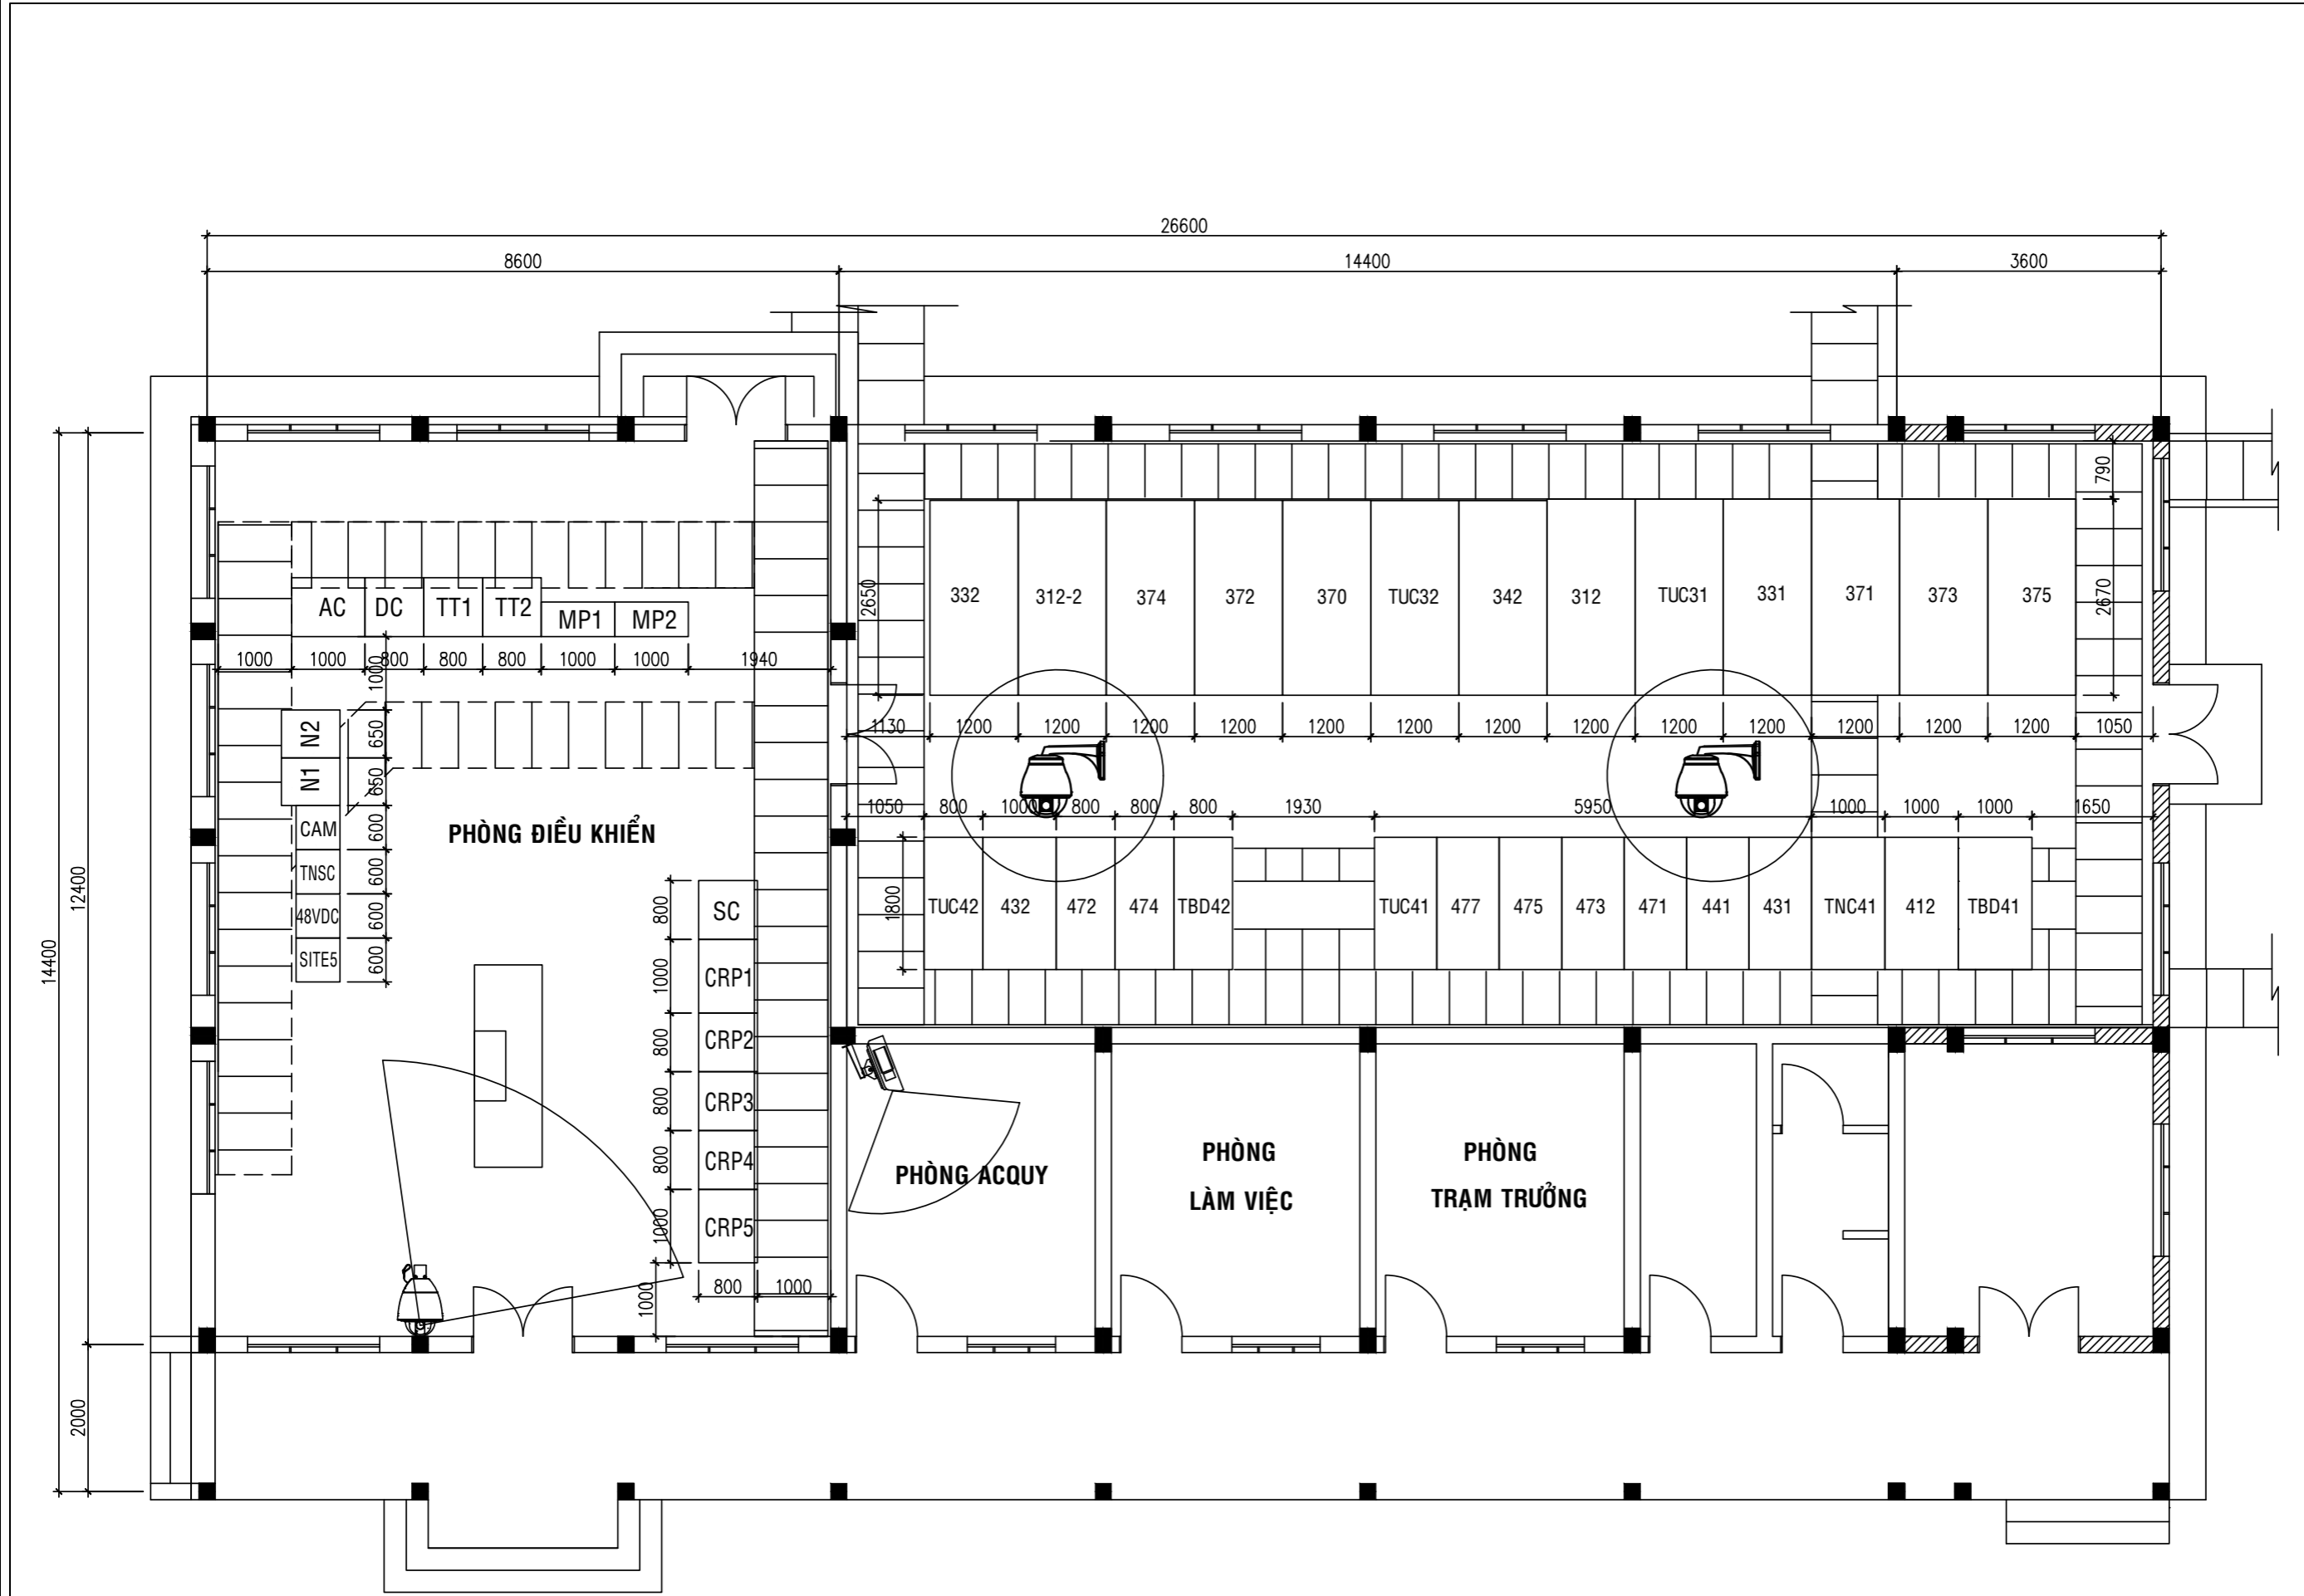 26600
8600
14400
3600
790
332
312-2
374
372
370
TUC32
342
312
TUC31
331
371
373
375
2650
2670
AC
DC
TT1
TT2
MP1
MP2
1000
1000
800
800
800
1000
1000
1940
1000
1130
1200
1200
1200
1200
1200
1200
1200
1200
1200
1200
1200
1200
1200
1050
N2
650
N1
650
CAM
600
TNSC
600
48VDC
600
SITE5
600
PHÒNG ĐIỀU KHIỂN
1050
800
1000
800
800
800
1930
5950
1000
1000
1000
1650
1800
TUC42
432
472
474
TBD42
TUC41
477
475
473
471
441
431
TNC41
412
TBD41
12400
14400
2000
800
SC
1000
CRP1
800
CRP2
800
CRP3
800
CRP4
1000
CRP5
1000
800
1000
PHÒNG ACQUY
PHÒNG
LÀM VIỆC
PHÒNG
TRẠM TRƯỞNG